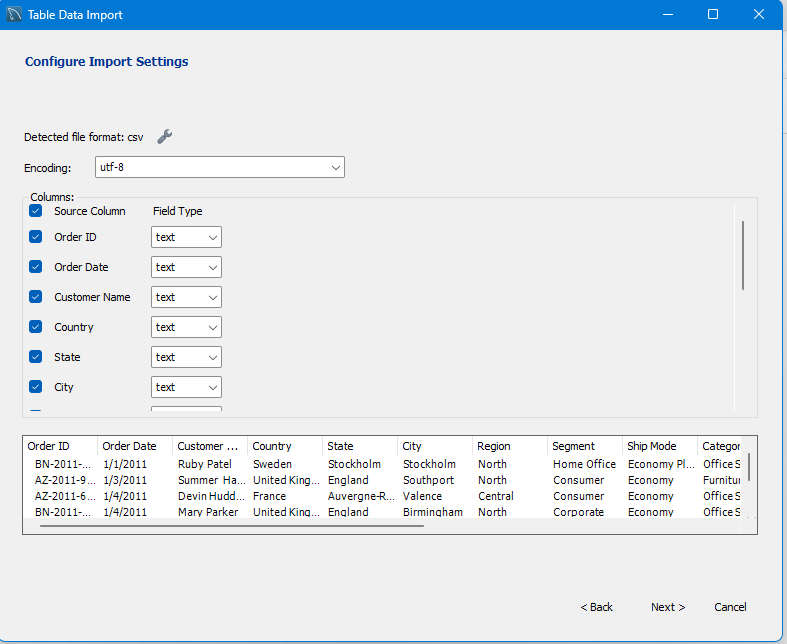 Table Data Import
Configure Import Settings
Detected file format: csv
Encoding: utf-8
Columns:
Source Column Field Type
Order ID text
Order Date text
Customer Name text
Country text
State text
City text
Order ID Order Date Customer ... Country State City Region Segment Ship Mode Categor
BN-2011-... 1/1/2011 Ruby Patel Sweden Stockholm Stockholm North Home Office Economy Pl... Office S
AZ-2011-9... 1/3/2011 Summer Ha... United King... England Southport North Consumer Economy Furnitur
AZ-2011-6... 1/4/2011 Devin Hudd... France Auvergne-R... Valence Central Consumer Economy Office S
BN-2011-... 1/4/2011 Mary Parker United King... England Birmingham North Corporate Economy Office S
< Back Next > Cancel